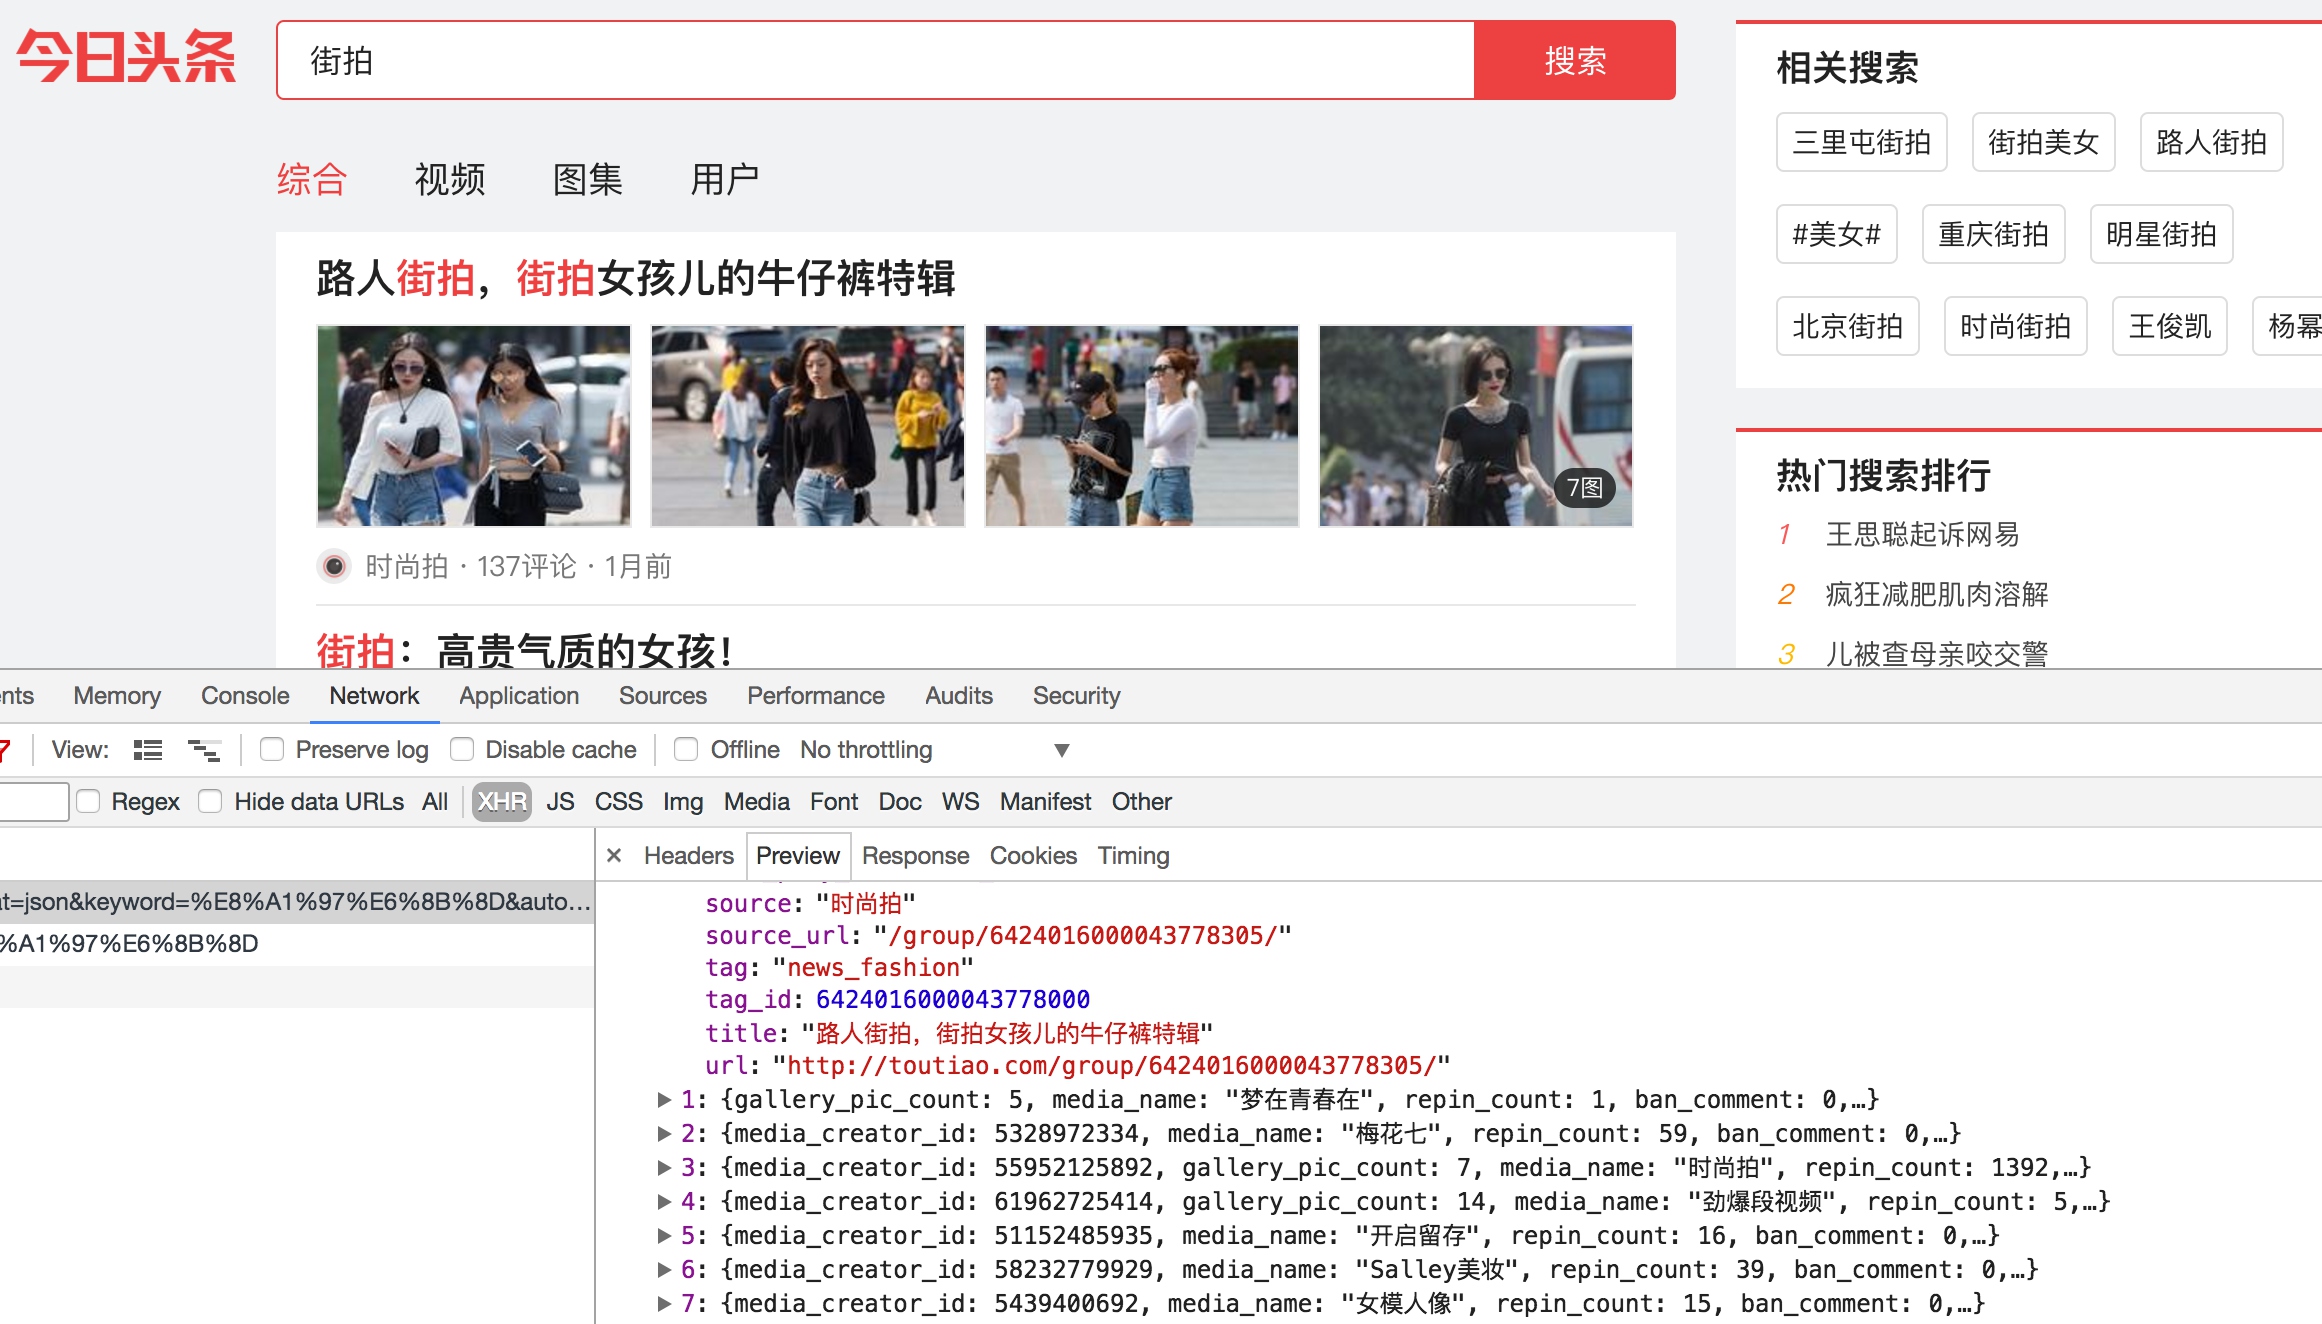 今日头条
街拍
搜索
综合 视频 图集 用户
路人街拍，街拍女孩儿的牛仔裤特辑
7图
时尚拍 · 137评论 · 1月前
街拍：高贵气质的女孩！
相关搜索
三里屯街拍 街拍美女 路人街拍
#美女# 重庆街拍 明星街拍
北京街拍 时尚街拍 王俊凯 杨幂
热门搜索排行
1 王思聪起诉网易
2 疯狂减肥肌肉溶解
3 儿被查母亲咬交警
nts Memory Console Network Application Sources Performance Audits Security
View: Preserve log Disable cache Offline No throttling ▼
Regex Hide data URLs All XHR JS CSS Img Media Font Doc WS Manifest Other
× Headers Preview Response Cookies Timing
at=json&keyword=%E8%A1%97%E6%8B%8D&auto…
%A1%97%E6%8B%8D
source: "时尚拍"
source_url: "/group/6424016000043778305/"
tag: "news_fashion"
tag_id: 6424016000043778000
title: "路人街拍，街拍女孩儿的牛仔裤特辑"
url: "http://toutiao.com/group/6424016000043778305/"
▶ 1: {gallery_pic_count: 5, media_name: "梦在青春在", repin_count: 1, ban_comment: 0,…}
▶ 2: {media_creator_id: 5328972334, media_name: "梅花七", repin_count: 59, ban_comment: 0,…}
▶ 3: {media_creator_id: 55952125892, gallery_pic_count: 7, media_name: "时尚拍", repin_count: 1392,…}
▶ 4: {media_creator_id: 61962725414, gallery_pic_count: 14, media_name: "劲爆段视频", repin_count: 5,…}
▶ 5: {media_creator_id: 51152485935, media_name: "开启留存", repin_count: 16, ban_comment: 0,…}
▶ 6: {media_creator_id: 58232779929, media_name: "Salley美妆", repin_count: 39, ban_comment: 0,…}
▶ 7: {media_creator_id: 5439400692, media_name: "女模人像", repin_count: 15, ban_comment: 0,…}